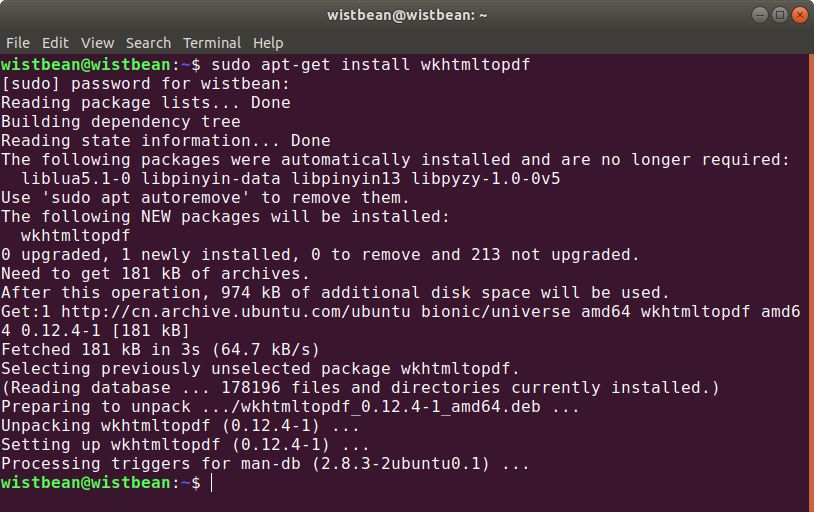 wistbean@wistbean: ~
File Edit View Search Terminal Help
wistbean@wistbean:~$ sudo apt-get install wkhtmltopdf
[sudo] password for wistbean:
Reading package lists... Done
Building dependency tree
Reading state information... Done
The following packages were automatically installed and are no longer required:
  liblua5.1-0 libpinyin-data libpinyin13 libpyzy-1.0-0v5
Use 'sudo apt autoremove' to remove them.
The following NEW packages will be installed:
  wkhtmltopdf
0 upgraded, 1 newly installed, 0 to remove and 213 not upgraded.
Need to get 181 kB of archives.
After this operation, 974 kB of additional disk space will be used.
Get:1 http://cn.archive.ubuntu.com/ubuntu bionic/universe amd64 wkhtmltopdf amd6
4 0.12.4-1 [181 kB]
Fetched 181 kB in 3s (64.7 kB/s)
Selecting previously unselected package wkhtmltopdf.
(Reading database ... 178196 files and directories currently installed.)
Preparing to unpack .../wkhtmltopdf_0.12.4-1_amd64.deb ...
Unpacking wkhtmltopdf (0.12.4-1) ...
Setting up wkhtmltopdf (0.12.4-1) ...
Processing triggers for man-db (2.8.3-2ubuntu0.1) ...
wistbean@wistbean:~$